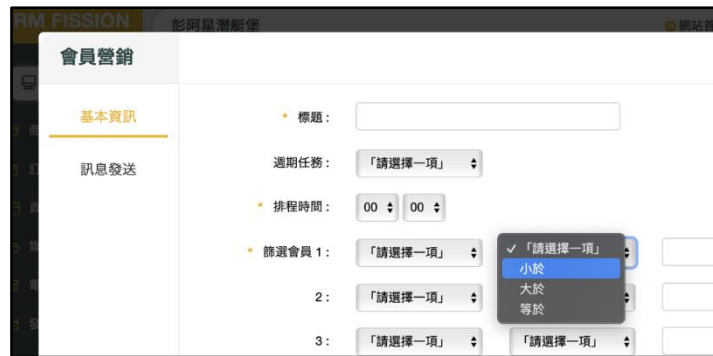 RM FISSION 彭阿星潛艇堡 網站首
會員營銷
基本資訊
訊息發送
* 標題：
週期任務： 「請選擇一項」
* 排程時間： 00 00
* 篩選會員 1： 「請選擇一項」 ✓「請選擇一項」
小於
大於
等於
2： 「請選擇一項」
3： 「請選擇一項」 「請選擇一項」